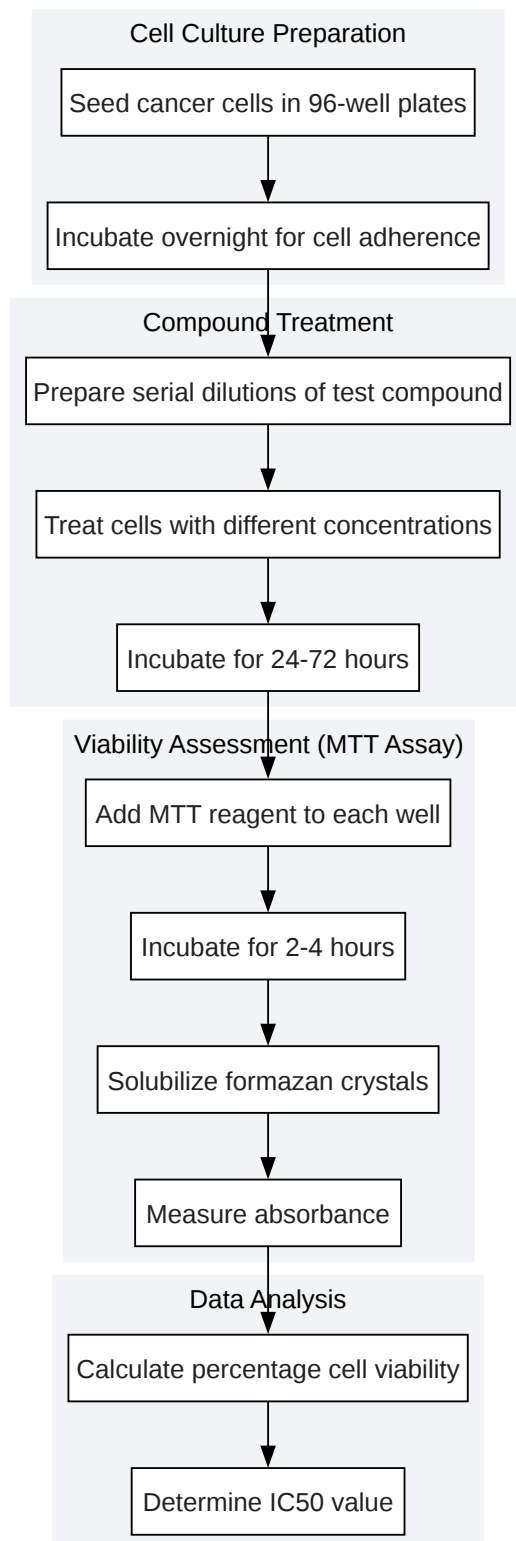 Cell Culture Preparation
Seed cancer cells in 96-well plates
Incubate overnight for cell adherence
Compound Treatment
Prepare serial dilutions of test compound
Treat cells with different concentrations
Incubate for 24-72 hours
Viability Assessment (MTT Assay)
Add MTT reagent to each well
Incubate for 2-4 hours
Solubilize formazan crystals
Measure absorbance
Data Analysis
Calculate percentage cell viability
Determine IC50 value